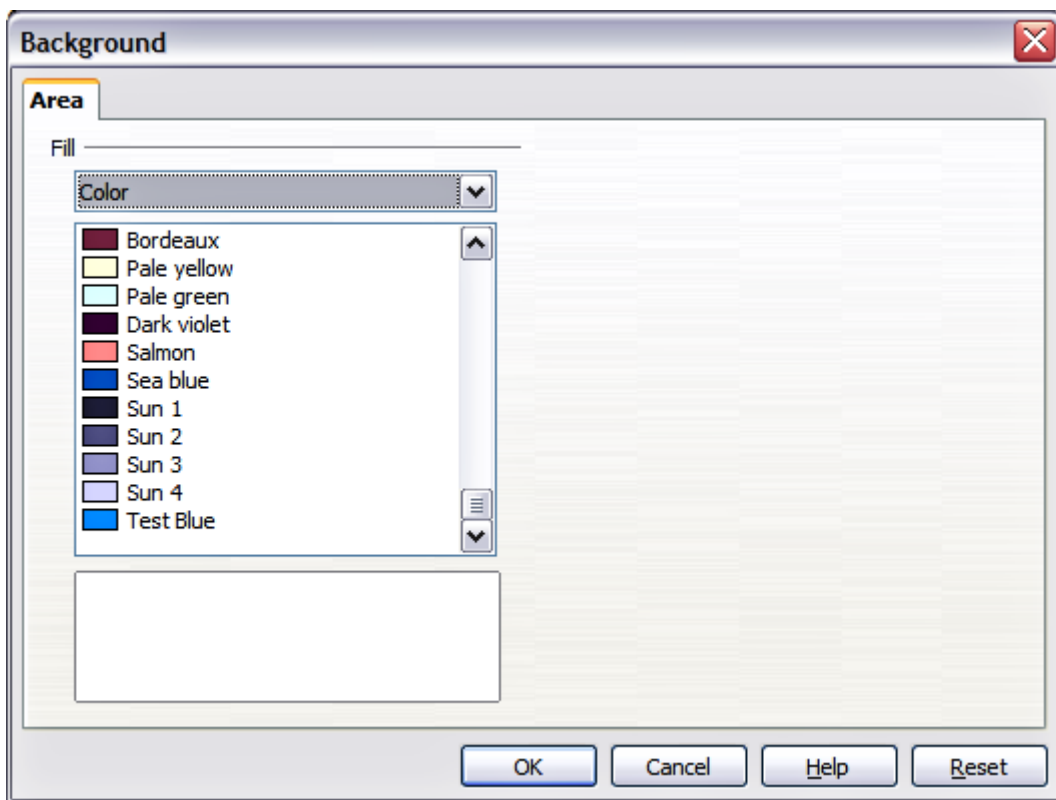 Background
Area
Fill
Color
Bordeaux
Pale yellow
Pale green
Dark violet
Salmon
Sea blue
Sun 1
Sun 2
Sun 3
Sun 4
Test Blue
OK Cancel Help Reset